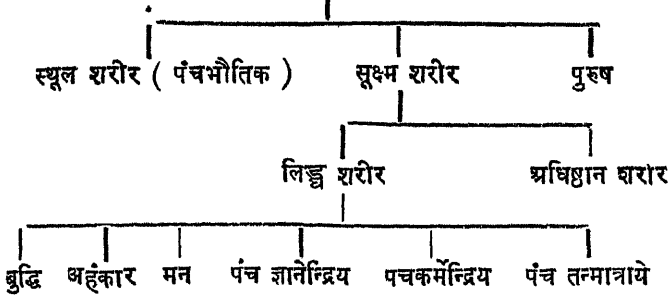 स्थूल शरीर ( पंचभौतिक ) सूक्ष्म शरीर पुरुष
लिङ्ग शरीर अधिष्ठान शरोर
बुद्धि अहंकार मन पंच ज्ञानेन्द्रिय पचकर्मेन्द्रिय पंच तन्मात्राये